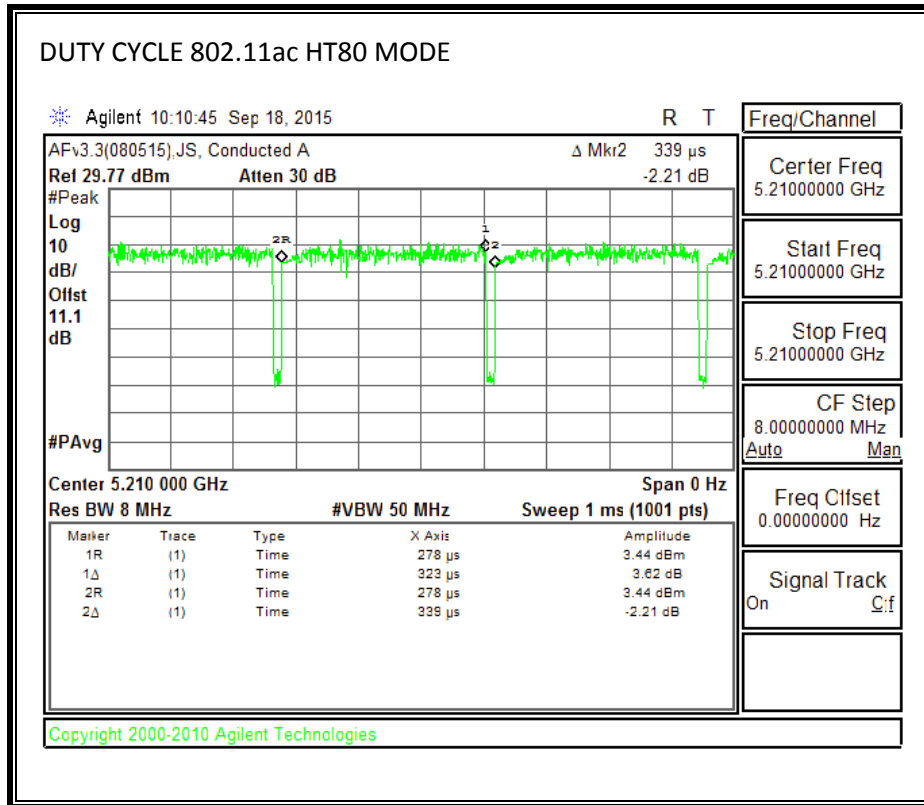 DUTY CYCLE 802.11ac HT80 MODE
Agilent 10:10:45 Sep 18, 2015 R T
Freq/Channel
AFv3.3(080515),JS, Conducted A Δ Mkr2 339 µs
Ref 29.77 dBm Atten 30 dB -2.21 dB
#Peak
Log
10
dB/
Offst
11.1
dB
#PAvg
1
2R
2
Center 5.210 000 GHz Span 0 Hz
Res BW 8 MHz #VBW 50 MHz Sweep 1 ms (1001 pts)
Marker Trace Type X Axis Amplitude
1R (1) Time 278 µs 3.44 dBm
1Δ (1) Time 323 µs 3.62 dB
2R (1) Time 278 µs 3.44 dBm
2Δ (1) Time 339 µs -2.21 dB
Center Freq
5.21000000 GHz
Start Freq
5.21000000 GHz
Stop Freq
5.21000000 GHz
CF Step
8.00000000 MHz
Auto Man
Freq Offset
0.00000000 Hz
Signal Track
On Off
Copyright 2000-2010 Agilent Technologies